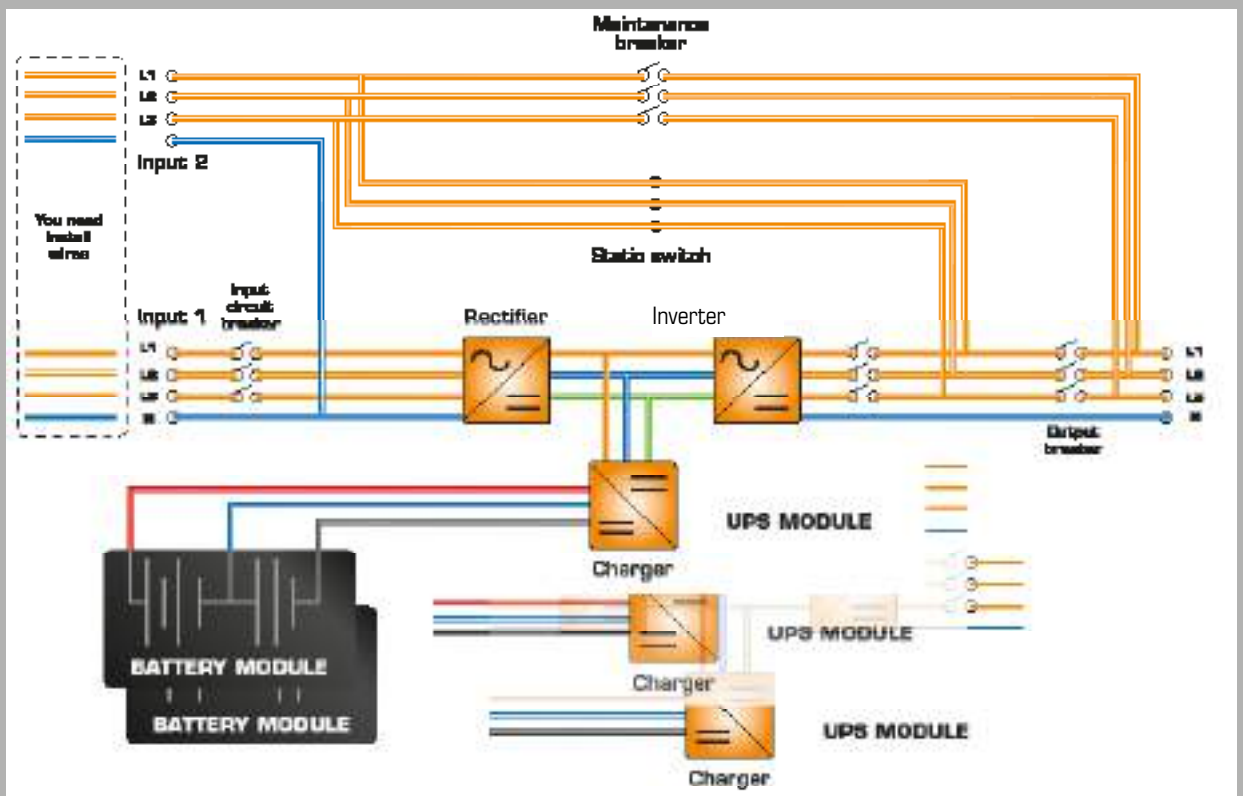 Maintenance
breaker
L1
L2
L3
Input 2
You need
install
wires
Static switch
Input 1
Input
circuit
breaker
Rectifier
Inverter
L1
L2
L3
N
L1
L2
L3
N
Output
breaker
UPS MODULE
Charger
BATTERY MODULE
BATTERY MODULE
UPS MODULE
Charger
UPS MODULE
Charger